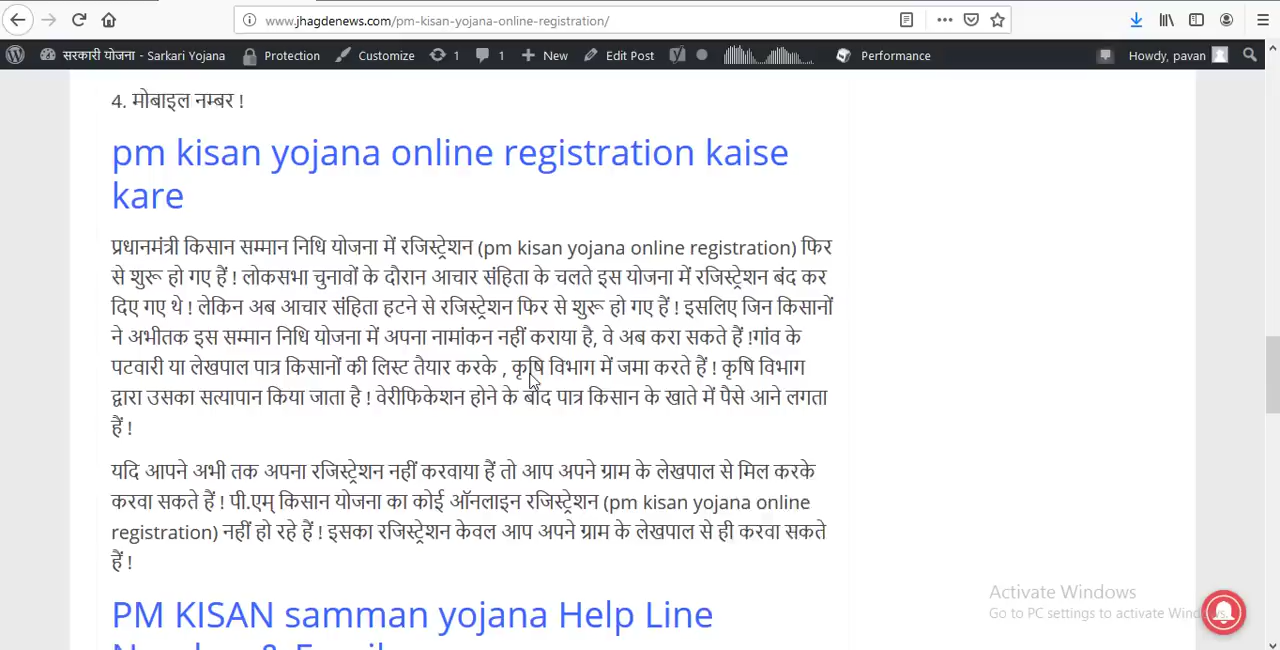 www.jhagdenews.com/pm-kisan-yojana-online-registration/
सरकारी योजना - Sarkari Yojana Protection Customize 1 1 New Edit Post Performance Howdy, pavan
4. मोबाइल नम्बर !
pm kisan yojana online registration kaise
kare
प्रधानमंत्री किसान सम्मान निधि योजना में रजिस्ट्रेशन (pm kisan yojana online registration) फिर
से शुरू हो गए हैं ! लोकसभा चुनावों के दौरान आचार संहिता के चलते इस योजना में रजिस्ट्रेशन बंद कर
दिए गए थे ! लेकिन अब आचार संहिता हटने से रजिस्ट्रेशन फिर से शुरू हो गए हैं ! इसलिए जिन किसानों
ने अभीतक इस सम्मान निधि योजना में अपना नामांकन नहीं कराया है, वे अब करा सकते हैं !गांव के
पटवारी या लेखपाल पात्र किसानों की लिस्ट तैयार करके , कृषि विभाग में जमा करते हैं ! कृषि विभाग
द्वारा उसका सत्यापान किया जाता है ! वेरीफिकेशन होने के बाद पात्र किसान के खाते में पैसे आने लगता
हैं !
यदि आपने अभी तक अपना रजिस्ट्रेशन नहीं करवाया हैं तो आप अपने ग्राम के लेखपाल से मिल करके
करवा सकते हैं ! पी.एम् किसान योजना का कोई ऑनलाइन रजिस्ट्रेशन (pm kisan yojana online
registration) नहीं हो रहे हैं ! इसका रजिस्ट्रेशन केवल आप अपने ग्राम के लेखपाल से ही करवा सकते
हैं !
Activate Windows
Go to PC settings to activate Windows.
PM KISAN samman yojana Help Line